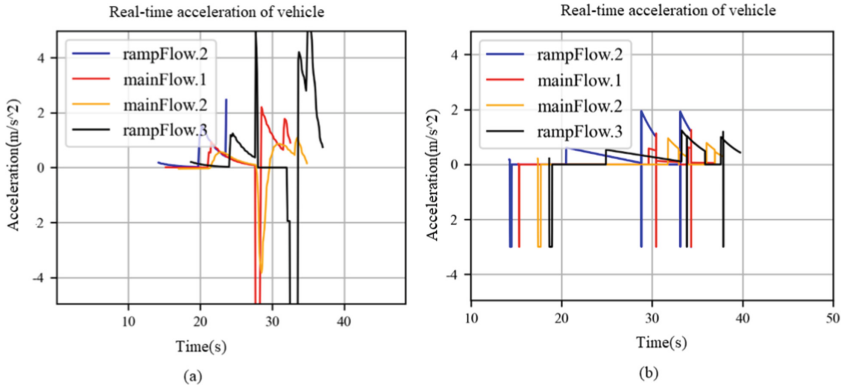 Real-time acceleration of vehicle
4
2
0
2
-4
Acceleration(m/s^2)
rampFlow.2
mainFlow.1
mainFlow.2
rampFlow.3
10 20 30 40
Time(s)
(a)
Real-time acceleration of vehicle
4
2
0
2
-4
Acceleration(m/s^2)
rampFlow.2
mainFlow.1
mainFlow.2
rampFlow.3
10 20 30 40 50
Time(s)
(b)